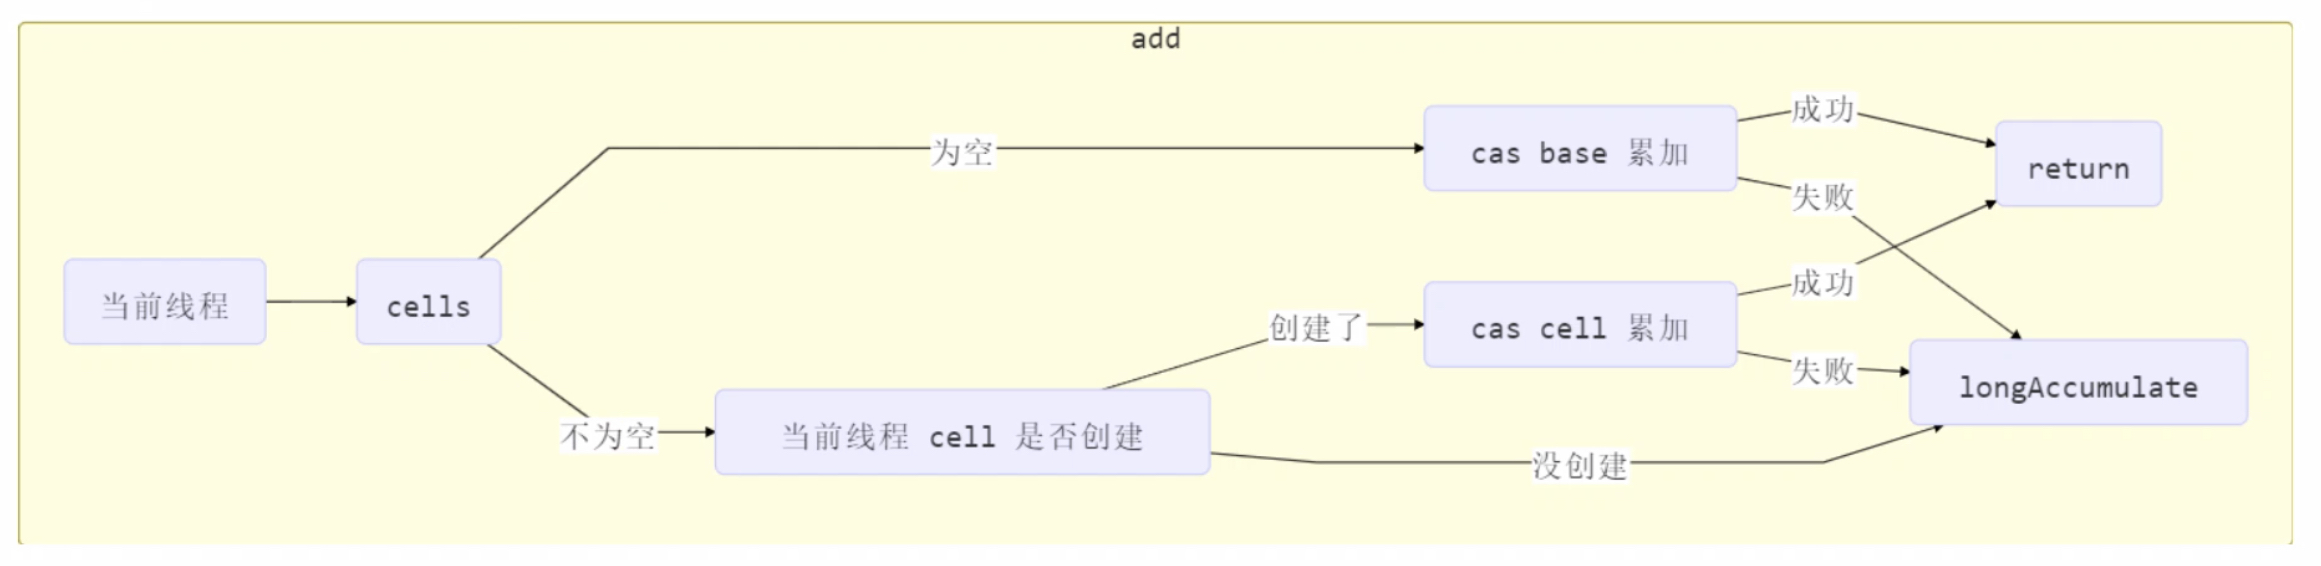 add
当前线程
cells
为空
不为空
当前线程 cell 是否创建
创建了
没创建
cas base 累加
成功
失败
cas cell 累加
成功
失败
return
longAccumulate